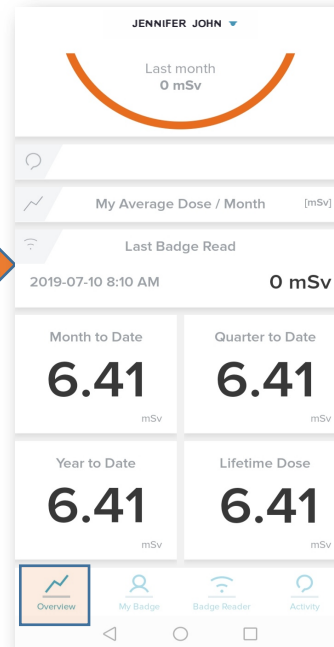 JENNIFER JOHN
Last month
0 mSv
My Average Dose / Month [mSv]
Last Badge Read
2019-07-10 8:10 AM 0 mSv
Month to Date Quarter to Date
6.41 6.41
mSv mSv
Year to Date Lifetime Dose
6.41 6.41
mSv mSv
Overview My Badge Badge Reader Activity